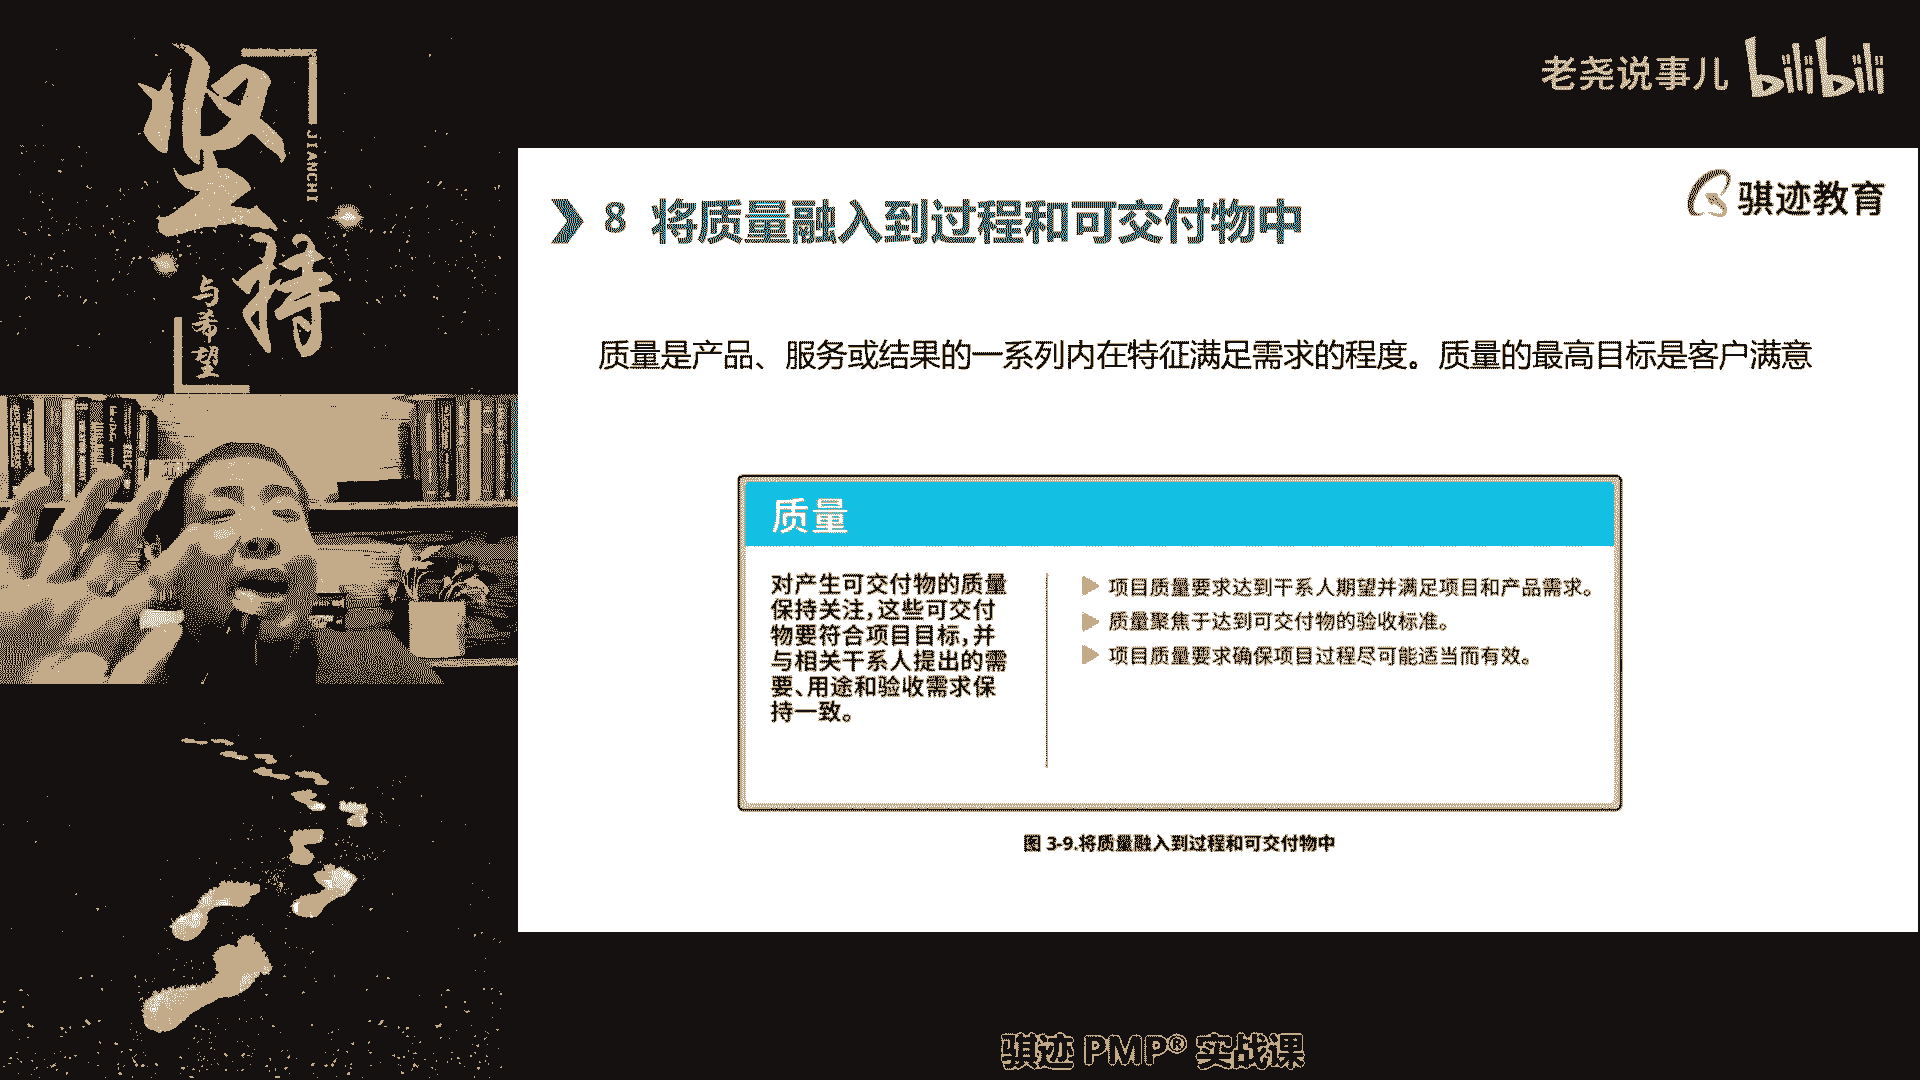 坚持
JIANCHI
与希望
老尧说事儿 bilibili
骐迹教育
8 将质量融入到过程和可交付物中
质量是产品、服务或结果的一系列内在特征满足需求的程度。质量的最高目标是客户满意
质量
对产生可交付物的质量
保持关注，这些可交付
物要符合项目目标，并
与相关干系人提出的需
要、用途和验收需求保
持一致。
项目质量要求达到干系人期望并满足项目和产品需求。
质量聚焦于达到可交付物的验收标准。
项目质量要求确保项目过程尽可能适当而有效。
图 3-9.将质量融入到过程和可交付物中
骐迹 PMP® 实战课